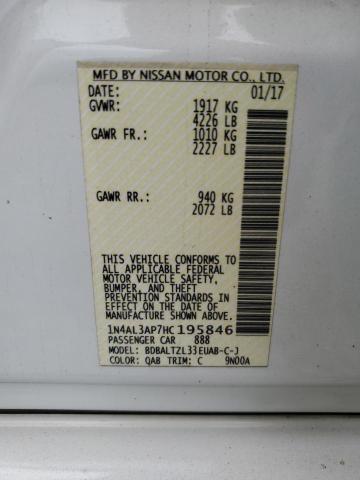 MFD BY NISSAN MOTOR CO., LTD.
DATE: 01/17
GVWR: 1917 KG
4226 LB
GAWR FR.: 1010 KG
2227 LB
GAWR RR.: 940 KG
2072 LB
THIS VEHICLE CONFORMS TO
ALL APPLICABLE FEDERAL
MOTOR VEHICLE SAFETY,
BUMPER, AND THEFT
PREVENTION STANDARDS
IN EFFECT ON THE DATE OF
MANUFACTURE SHOWN ABOVE.
1N4AL3AP7HC195846
PASSENGER CAR 888
MODEL: BDBALTZL33EUAB-C-J
COLOR: QAB TRIM: C 9N00A